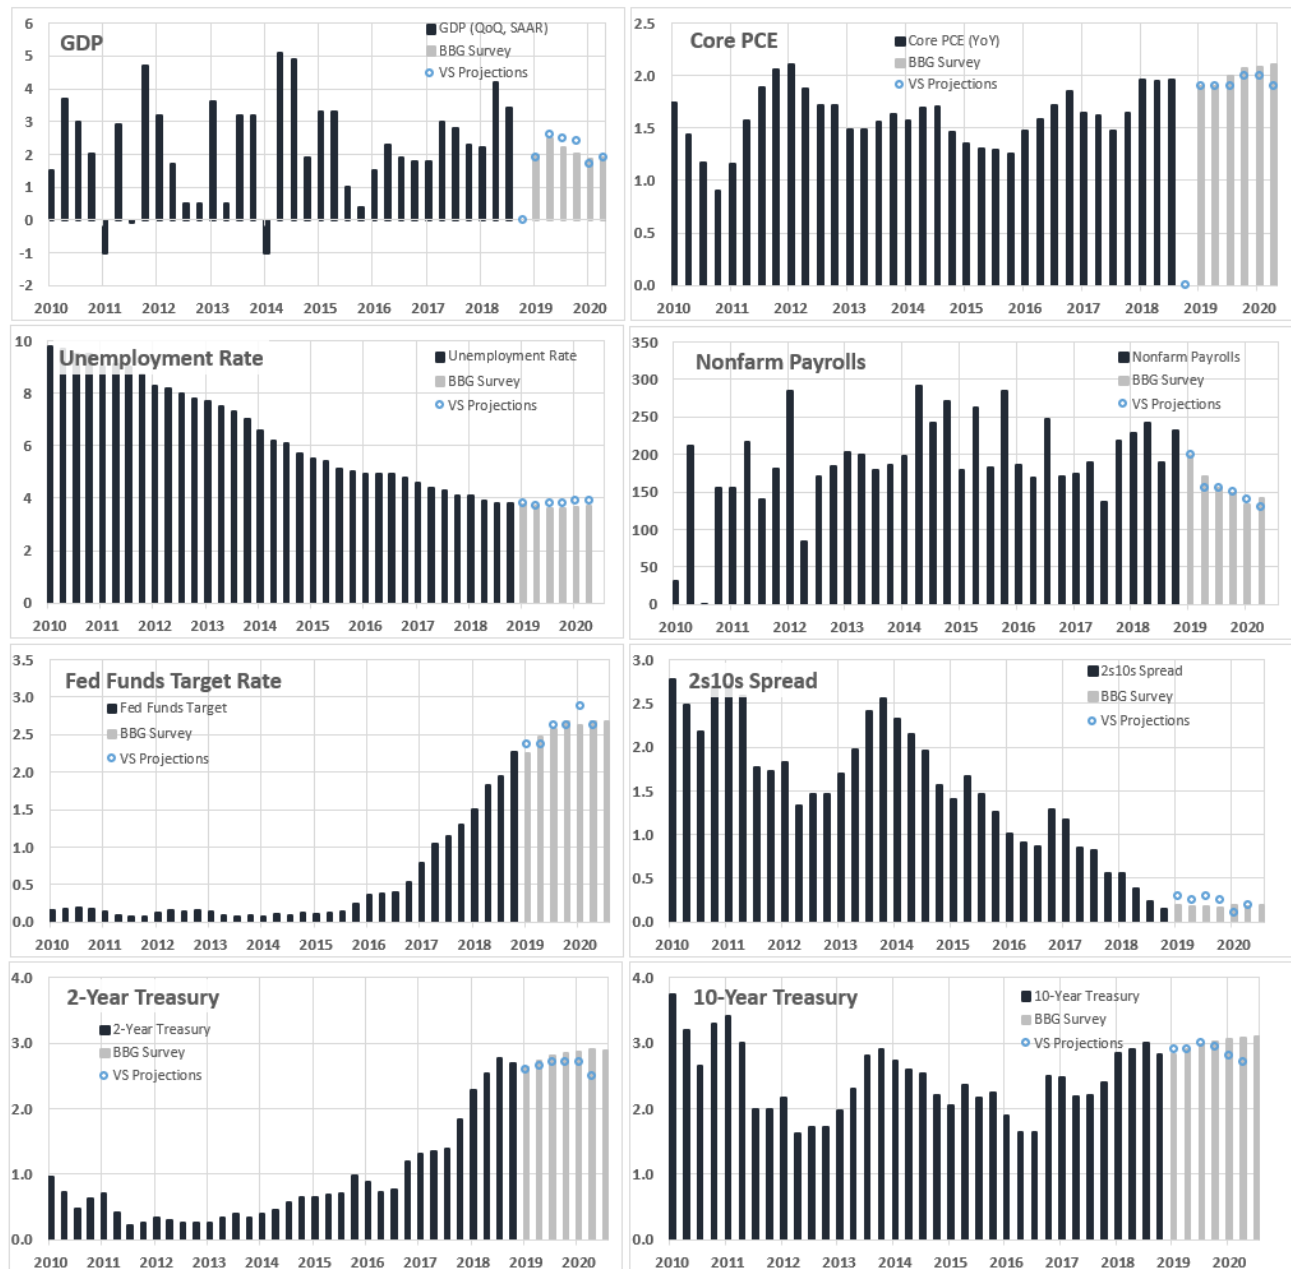 GDP
GDP (QoQ, SAAR)
BBG Survey
VS Projections
6
5
4
3
2
1
0
-1
-2
2010 2011 2012 2013 2014 2015 2016 2017 2018 2019 2020
Core PCE
Core PCE (YoY)
BBG Survey
VS Projections
2.5
2.0
1.5
1.0
0.5
0.0
2010 2011 2012 2013 2014 2015 2016 2017 2018 2019 2020
Unemployment Rate
Unemployment Rate
BBG Survey
VS Projections
10
8
6
4
2
0
2010 2011 2012 2013 2014 2015 2016 2017 2018 2019 2020
Nonfarm Payrolls
Nonfarm Payrolls
BBG Survey
VS Projections
350
300
250
200
150
100
50
0
2010 2011 2012 2013 2014 2015 2016 2017 2018 2019 2020
Fed Funds Target Rate
Fed Funds Target
BBG Survey
VS Projections
3.5
3.0
2.5
2.0
1.5
1.0
0.5
0.0
2010 2011 2012 2013 2014 2015 2016 2017 2018 2019 2020
2s10s Spread
2s10s Spread
BBG Survey
VS Projections
3.0
2.5
2.0
1.5
1.0
0.5
0.0
2010 2011 2012 2013 2014 2015 2016 2017 2018 2019 2020
2-Year Treasury
2-Year Treasury
BBG Survey
VS Projections
4.0
3.0
2.0
1.0
0.0
2010 2011 2012 2013 2014 2015 2016 2017 2018 2019 2020
10-Year Treasury
10-Year Treasury
BBG Survey
VS Projections
4.0
3.0
2.0
1.0
0.0
2010 2011 2012 2013 2014 2015 2016 2017 2018 2019 2020